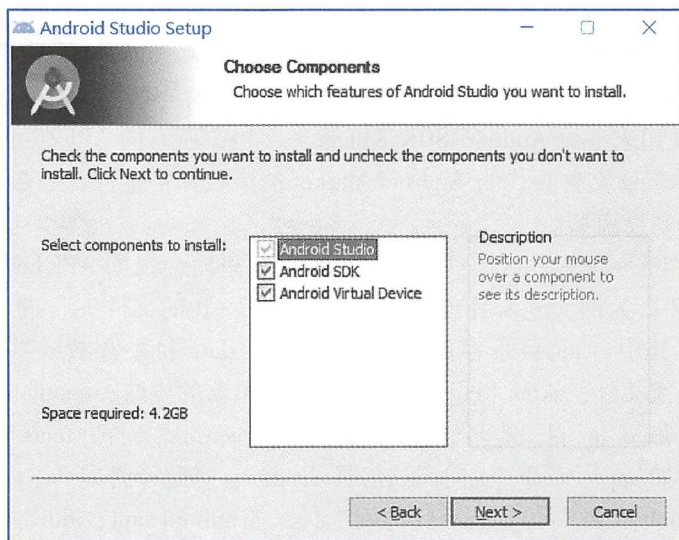 Android Studio Setup
Choose Components
Choose which features of Android Studio you want to install.
Check the components you want to install and uncheck the components you don't want to
install. Click Next to continue.
Select components to install:
Android Studio
Android SDK
Android Virtual Device
Description
Position your mouse
over a component to
see its description.
Space required: 4.2GB
< Back
Next >
Cancel